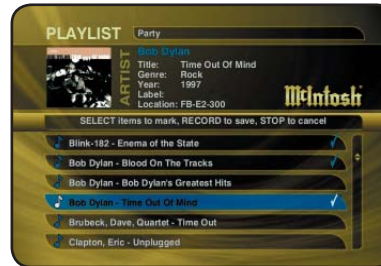 PLAYLIST Party
ARTIST
Bob Dylan
Title: Time Out Of Mind
Genre: Rock
Year: 1997
Label:
Location: FB-E2-300
McIntosh
SELECT items to mark, RECORD to save, STOP to cancel
Blink-182 - Enema of the State
Bob Dylan - Blood On The Tracks
Bob Dylan - Bob Dylan's Greatest Hits
Bob Dylan - Time Out Of Mind
Brubeck, Dave, Quartet - Time Out
Clapton, Eric - Unplugged